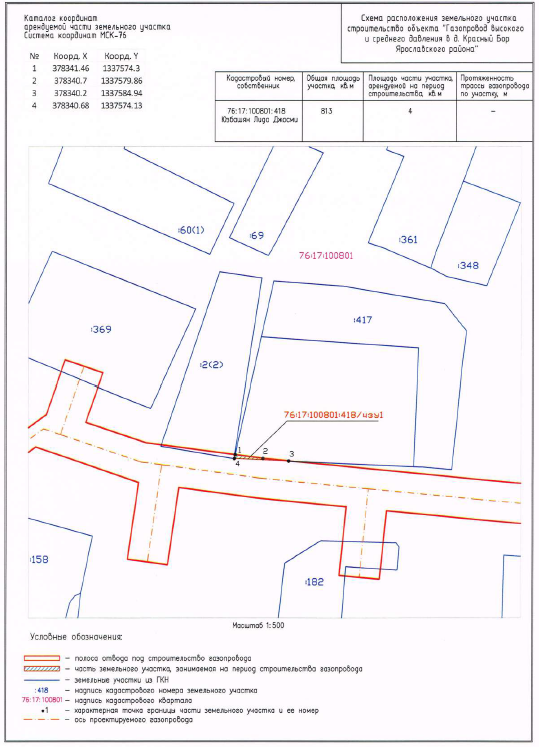 Каталог координат
арендуемой части земельного участка
Система координат МСК-76
№ Коорд. X Коорд. Y
1 378341.46 1337574.3
2 378340.7 1337579.86
3 378340.2 1337584.94
4 378340.68 1337574.13
Схема расположения земельного участка
строительство объекта "Газопровод высокого
и среднего давления в д. Красный Бор
Ярославского района"
Кадастровый номер, собственник
Общая площадь участка, кв.м
Площадь части участка, арендуемой на период строительства, кв.м
Протяженность трассы газопровода по участку, м
76:17:100801:418
Юзбашян Лида Джасми
813
4
–
:60(1)
:69
:361
:348
76:17:100801
:417
:369
:2(2)
76:17:100801:418/чзу1
1
2
3
4
:158
:182
Масштаб 1:500
Условные обозначения:
– полоса отвода под строительство газопровода
– часть земельного участка, занимаемая на период строительства газопровода
– земельные участки из ГКН
:418 – надпись кадастрового номера земельного участка
76:17:100801 – надпись кадастрового квартала
•1 – характерная точка границы части земельного участка и ее номер
– ось проектируемого газопровода